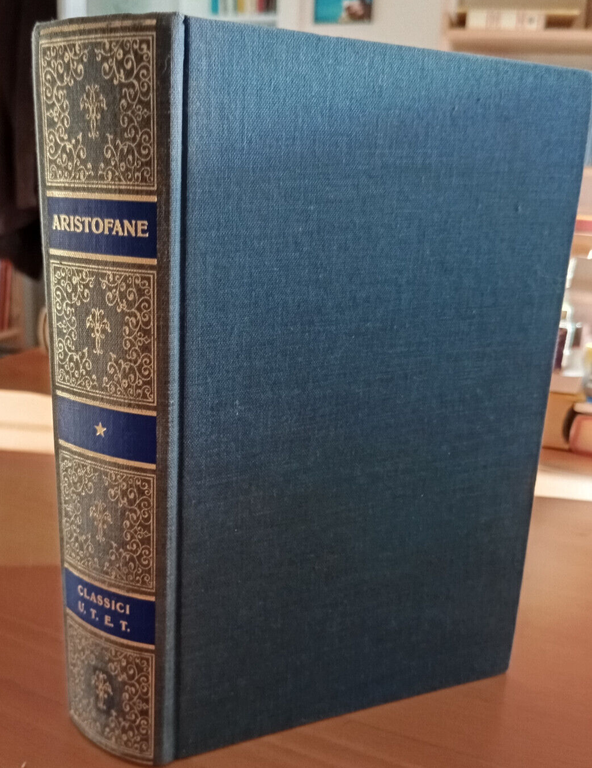 ARISTOFANE
CLASSICI
U. T. E T.